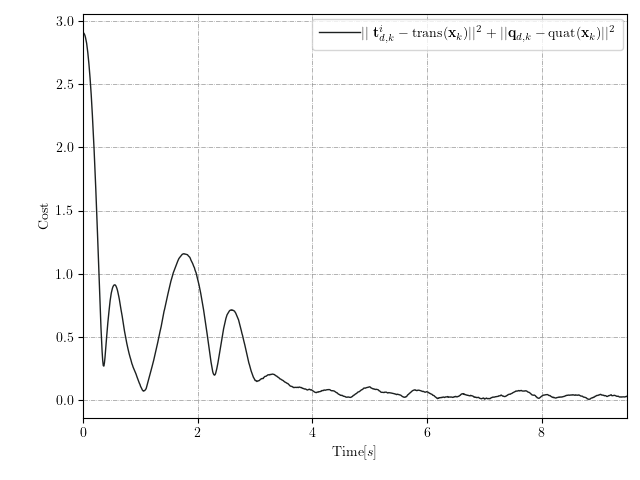 || t^i_{d,k} − trans(x_k)||^2 + ||q_{d,k} − quat(x_k)||^2
3.0
2.5
2.0
1.5
1.0
0.5
0.0
Cost
0 2 4 6 8
Time[s]